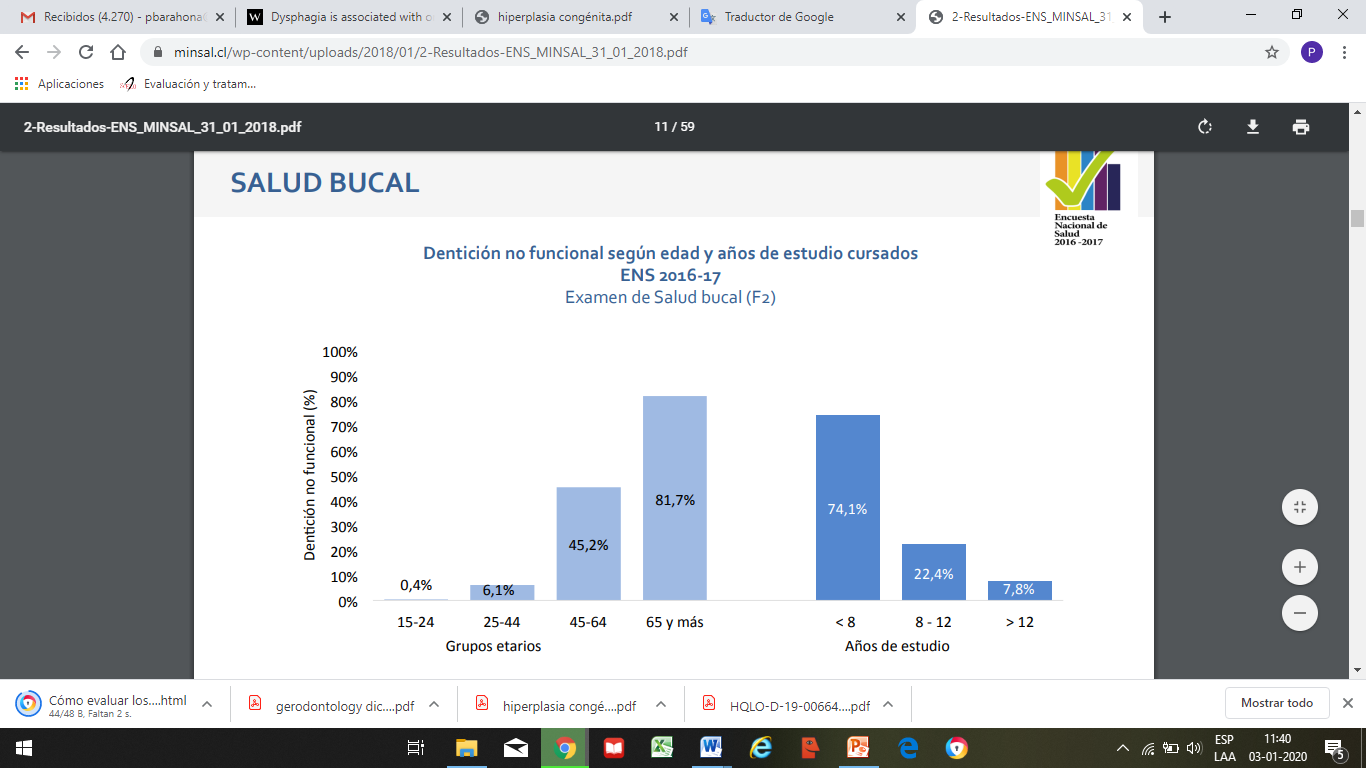 Recibidos (4.270) - pbarahona
Dysphagia is associated with o
hiperplasia congénita.pdf
Traductor de Google
2-Resultados-ENS_MINSAL_31_
minsal.cl/wp-content/uploads/2018/01/2-Resultados-ENS_MINSAL_31_01_2018.pdf
P
Aplicaciones
Evaluación y tratam...
2-Resultados-ENS_MINSAL_31_01_2018.pdf
11 / 59
SALUD BUCAL
Encuesta
Nacional de
Salud
2016 -2017
Dentición no funcional según edad y años de estudio cursados
ENS 2016-17
Examen de Salud bucal (F2)
Dentición no funcional (%)
100%
90%
80%
70%
60%
50%
40%
30%
20%
10%
0%
0,4%
6,1%
45,2%
81,7%
74,1%
22,4%
7,8%
15-24
25-44
45-64
65 y más
< 8
8 - 12
> 12
Grupos etarios
Años de estudio
Cómo evaluar los....html
44/48 B, Faltan 2 s.
gerodontology dic....pdf
hiperplasia congé....pdf
HQLO-D-19-00664....pdf
Mostrar todo
ESP
LAA
11:40
03-01-2020
5